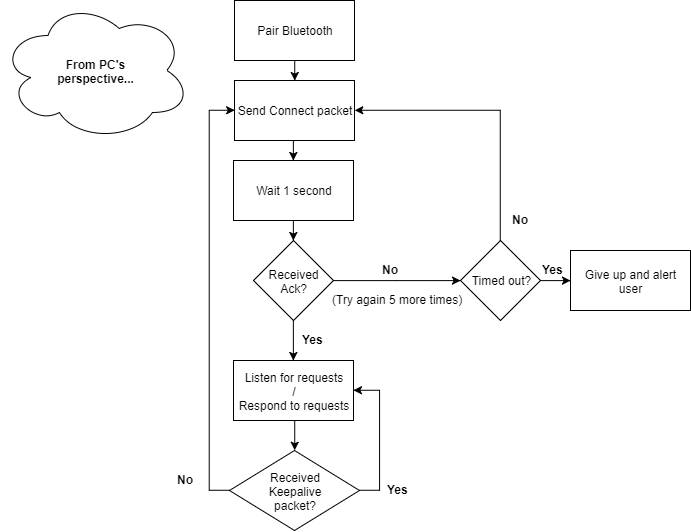 From PC's
perspective...
Pair Bluetooth
Send Connect packet
Wait 1 second
Received
Ack?
No
(Try again 5 more times)
Timed out?
No
Yes
Give up and alert
user
Yes
Listen for requests
/
Respond to requests
Received
Keepalive
packet?
No
Yes